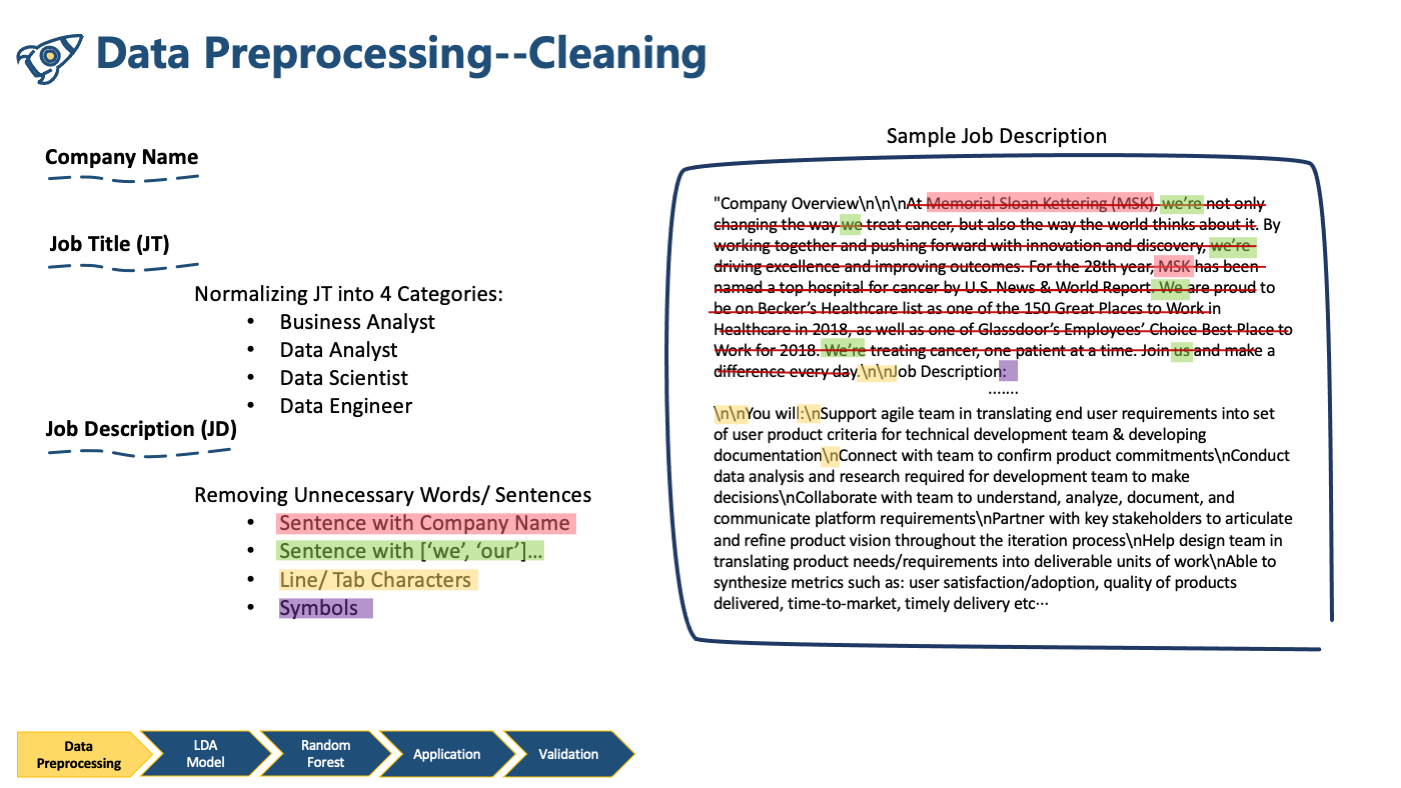 Data Preprocessing--Cleaning
Company Name
Job Title (JT)
Normalizing JT into 4 Categories:
• Business Analyst
• Data Analyst
• Data Scientist
• Data Engineer
Job Description (JD)
Removing Unnecessary Words/ Sentences
• Sentence with Company Name
• Sentence with [‘we’, ‘our’]…
• Line/ Tab Characters
• Symbols
Sample Job Description
"Company Overview\n\n\nAt Memorial Sloan Kettering (MSK), we’re not only
changing the way we treat cancer, but also the way the world thinks about it. By
working together and pushing forward with innovation and discovery, we’re
driving excellence and improving outcomes. For the 28th year, MSK has been
named a top hospital for cancer by U.S. News & World Report. We are proud to
be on Becker’s Healthcare list as one of the 150 Great Places to Work in
Healthcare in 2018, as well as one of Glassdoor’s Employees’ Choice Best Place to
Work for 2018. We’re treating cancer, one patient at a time. Join us and make a
difference every day.\n\nJob Description:
.......
\n\nYou will:\nSupport agile team in translating end user requirements into set
of user product criteria for technical development team & developing
documentation\nConnect with team to confirm product commitments\nConduct
data analysis and research required for development team to make
decisions\nCollaborate with team to understand, analyze, document, and
communicate platform requirements\nPartner with key stakeholders to articulate
and refine product vision throughout the iteration process\nHelp design team in
translating product needs/requirements into deliverable units of work\nAble to
synthesize metrics such as: user satisfaction/adoption, quality of products
delivered, time-to-market, timely delivery etc…
Data
Preprocessing
LDA
Model
Random
Forest
Application
Validation